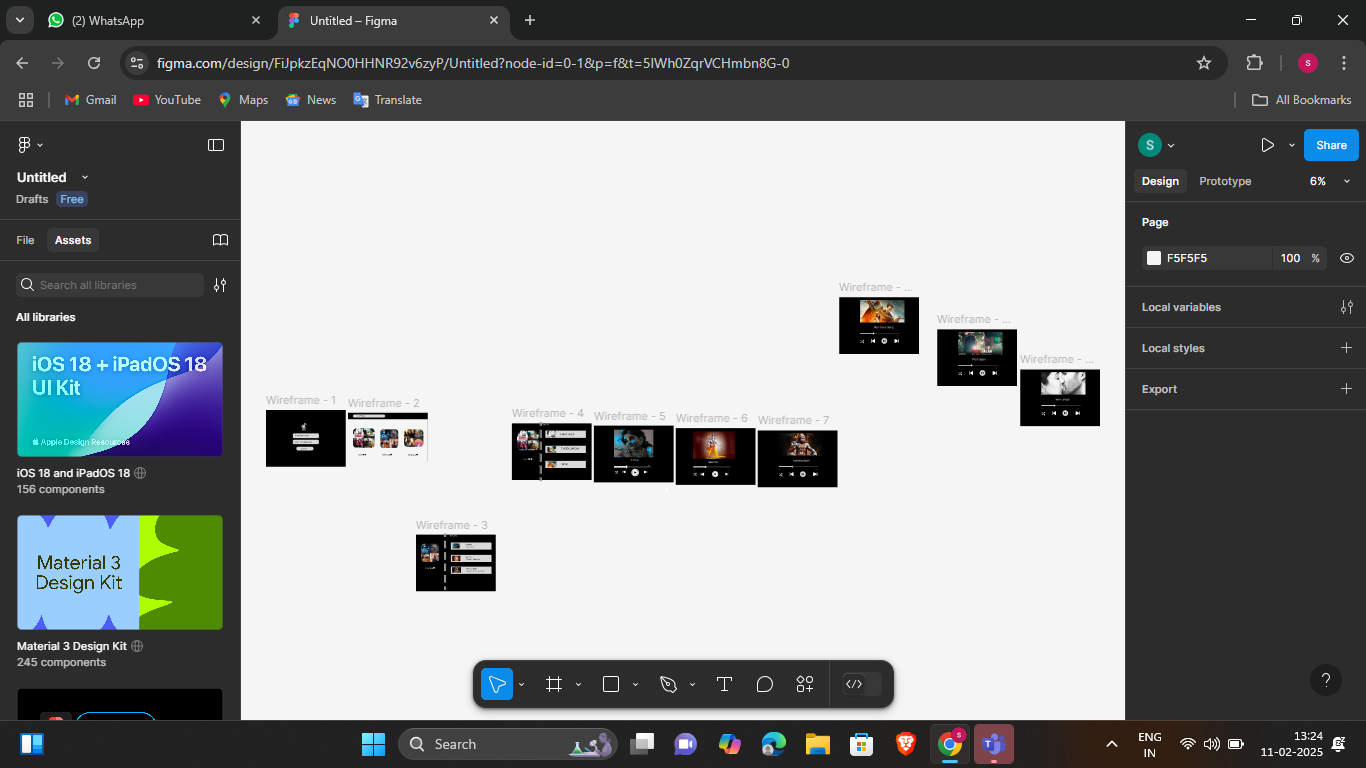 (2) WhatsApp
Untitled – Figma
figma.com/design/FiJpkzEqNO0HHNR92v6zyP/Untitled?node-id=0-1&p=f&t=5IWh0ZqrVCHmbn8G-0
S
Gmail
YouTube
Maps
News
Translate
All Bookmarks
Untitled
Drafts Free
File Assets
Search all libraries
All libraries
iOS 18 + iPadOS 18
UI Kit
Apple Design Resources
iOS 18 and iPadOS 18
156 components
Material 3
Design Kit
Material 3 Design Kit
245 components
Wireframe - 1
Wireframe - 2
Wireframe - 3
Wireframe - 4
Wireframe - 5
Wireframe - 6
Wireframe - 7
Wireframe - ...
Wireframe - ...
Wireframe - ...
S
Share
Design Prototype 6%
Page
F5F5F5 100 %
Local variables
Local styles
Export
?
Search
ENG
IN
13:24
11-02-2025